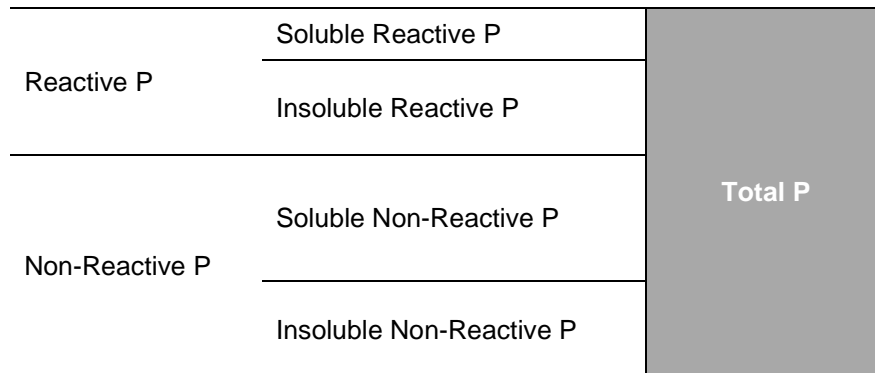 Reactive P
Soluble Reactive P
Insoluble Reactive P
Non-Reactive P
Soluble Non-Reactive P
Insoluble Non-Reactive P
Total P